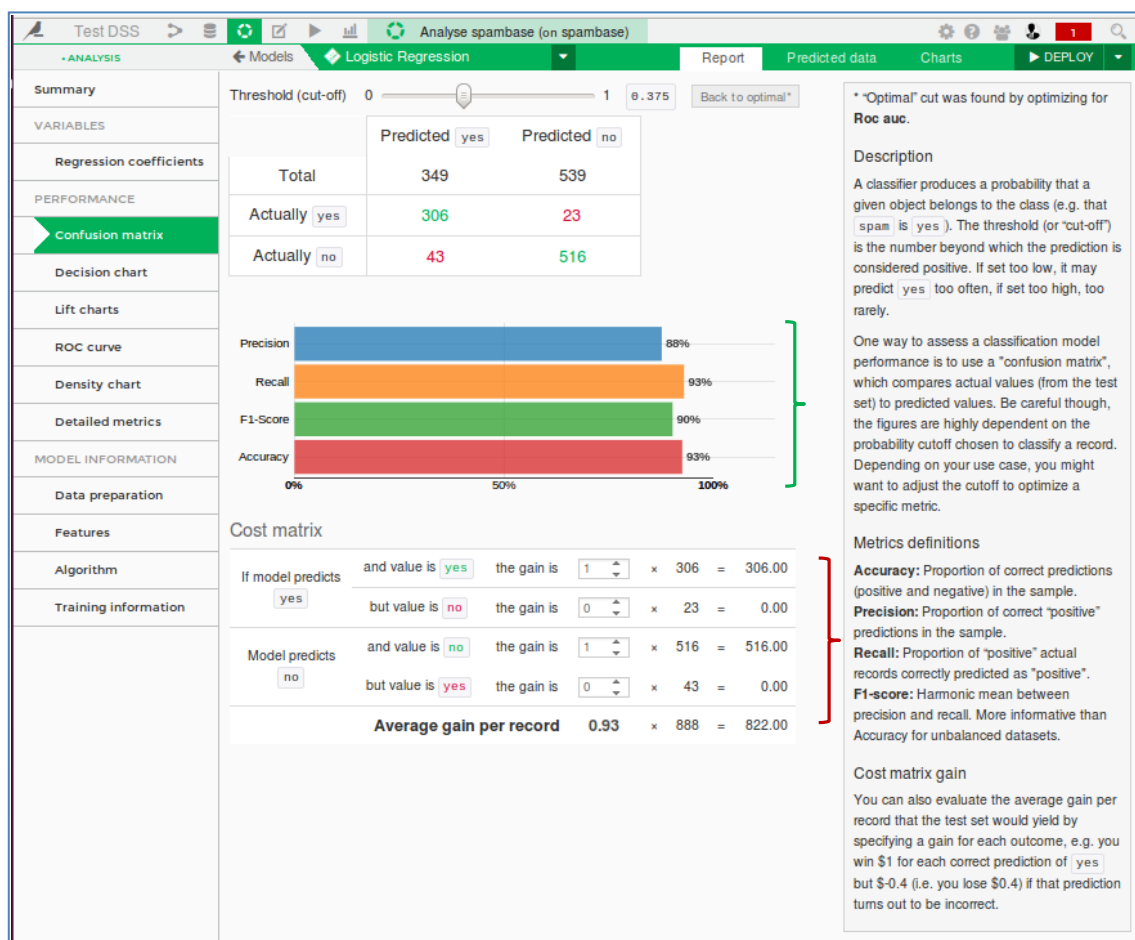 Test DSS
Analyse spambase (on spambase)
1
• ANALYSIS
Models
Logistic Regression
Report
Predicted data
Charts
DEPLOY
Summary
VARIABLES
Regression coefficients
PERFORMANCE
Confusion matrix
Decision chart
Lift charts
ROC curve
Density chart
Detailed metrics
MODEL INFORMATION
Data preparation
Features
Algorithm
Training information
Threshold (cut-off) 0 1 0.375 Back to optimal*
Predicted yes Predicted no
Total 349 539
Actually yes 306 23
Actually no 43 516
Precision 88%
Recall 93%
F1-Score 90%
Accuracy 93%
0% 50% 100%
Cost matrix
If model predicts yes
and value is yes the gain is 1 × 306 = 306.00
but value is no the gain is 0 × 23 = 0.00
Model predicts no
and value is no the gain is 1 × 516 = 516.00
but value is yes the gain is 0 × 43 = 0.00
Average gain per record 0.93 × 888 = 822.00
* "Optimal" cut was found by optimizing for
Roc auc.
Description
A classifier produces a probability that a
given object belongs to the class (e.g. that
spam is yes ). The threshold (or "cut-off")
is the number beyond which the prediction is
considered positive. If set too low, it may
predict yes too often, if set too high, too
rarely.
One way to assess a classification model
performance is to use a "confusion matrix",
which compares actual values (from the test
set) to predicted values. Be careful though,
the figures are highly dependent on the
probability cutoff chosen to classify a record.
Depending on your use case, you might
want to adjust the cutoff to optimize a
specific metric.
Metrics definitions
Accuracy: Proportion of correct predictions
(positive and negative) in the sample.
Precision: Proportion of correct "positive"
predictions in the sample.
Recall: Proportion of "positive" actual
records correctly predicted as "positive".
F1-score: Harmonic mean between
precision and recall. More informative than
Accuracy for unbalanced datasets.
Cost matrix gain
You can also evaluate the average gain per
record that the test set would yield by
specifying a gain for each outcome, e.g. you
win $1 for each correct prediction of yes
but $-0.4 (i.e. you lose $0.4) if that prediction
turns out to be incorrect.